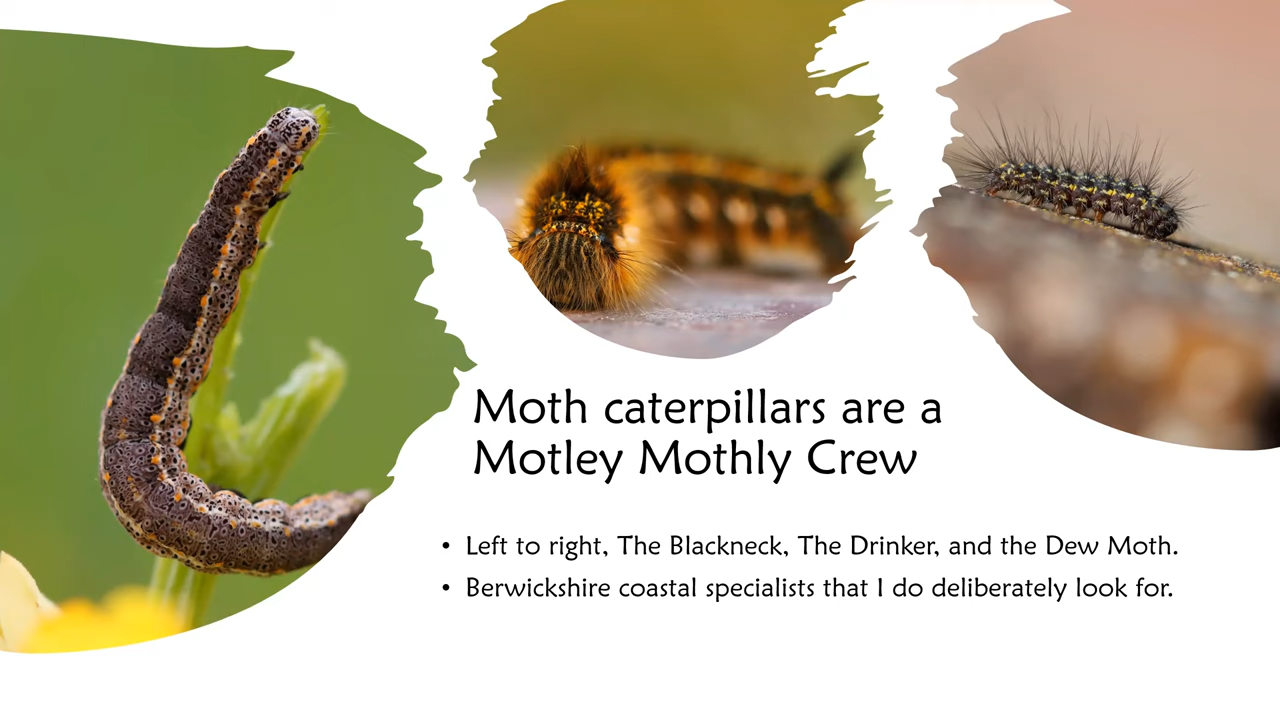 Moth caterpillars are a
Motley Mothly Crew
• Left to right, The Blackneck, The Drinker, and the Dew Moth.
• Berwickshire coastal specialists that I do deliberately look for.